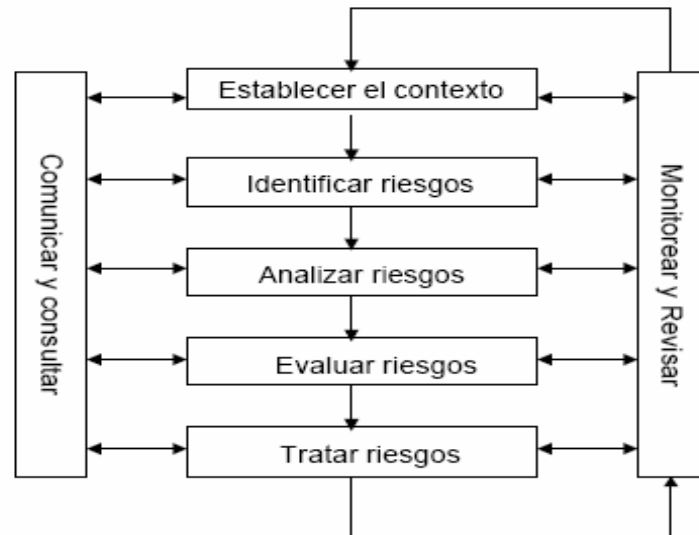 Establecer el contexto
Identificar riesgos
Analizar riesgos
Evaluar riesgos
Tratar riesgos
Comunicar y consultar
Monitorear y Revisar